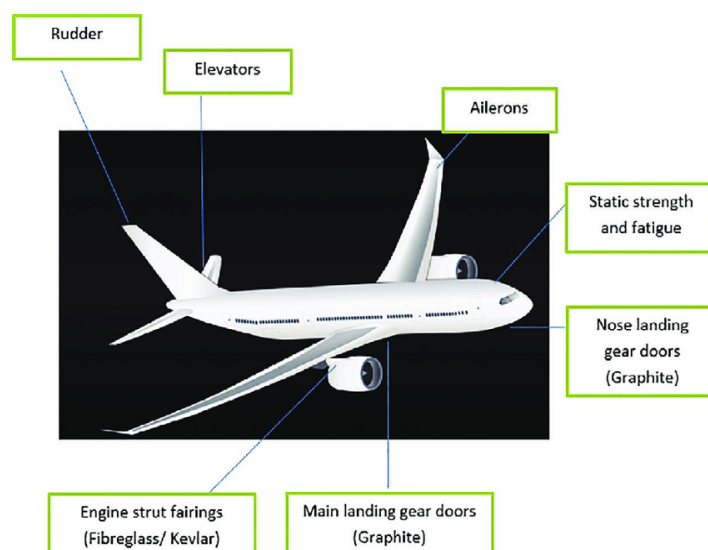 Rudder
Elevators
Ailerons
Static strength
and fatigue
Nose landing
gear doors
(Graphite)
Engine strut fairings
(Fibreglass/ Kevlar)
Main landing gear doors
(Graphite)